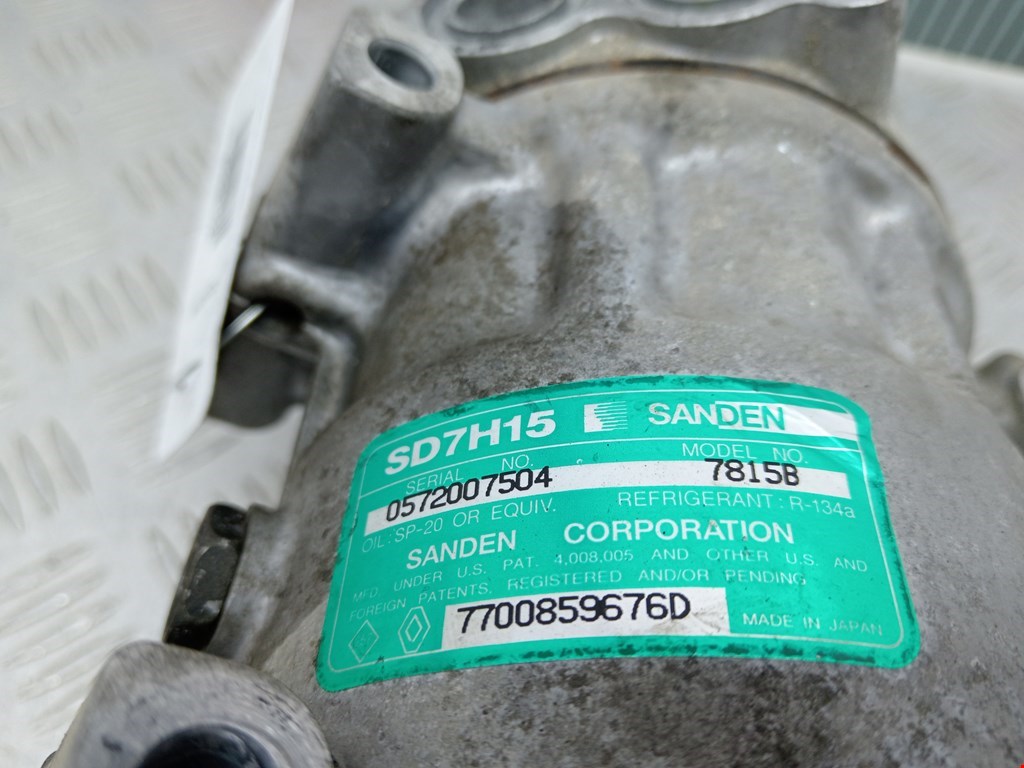 SD7H15 SANDEN
SERIAL NO. MODEL NO.
0572007504 7815B
OIL: SP-20 OR EQUIV. REFRIGERANT: R-134a
SANDEN CORPORATION
MFD. UNDER U.S. PAT. 4,008,005 AND OTHER U.S. AND
FOREIGN PATENTS, REGISTERED AND/OR PENDING
7700859676D MADE IN JAPAN